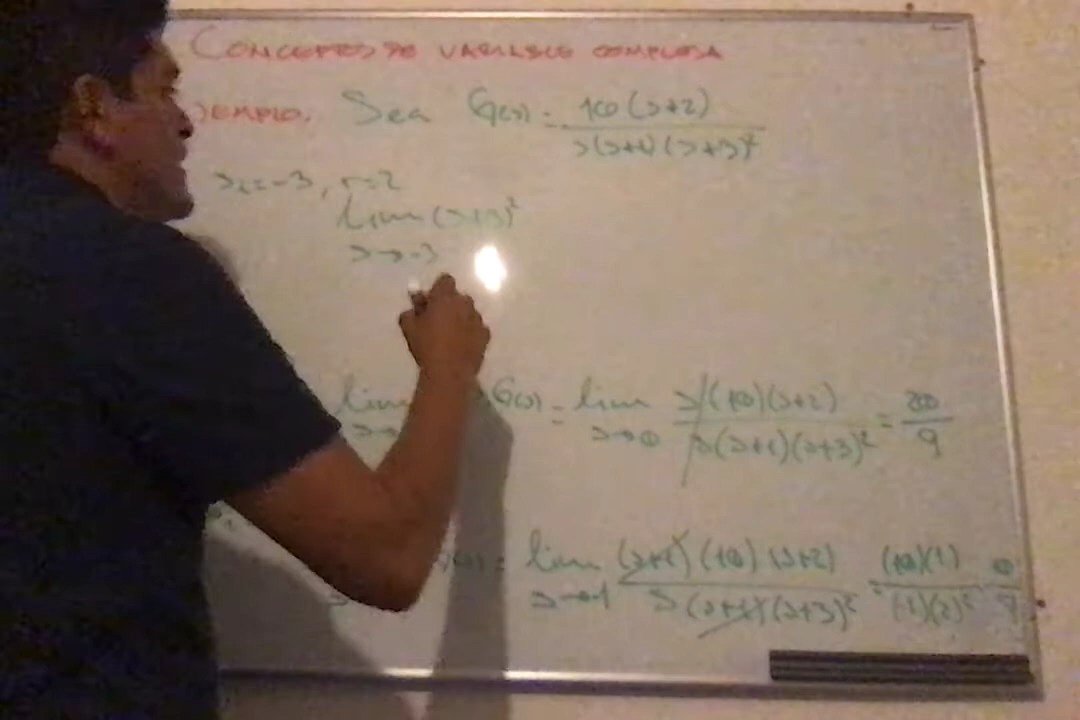 CONCEPTOS DE VARIABLE COMPLEJA
JEMPLO. Sea G(s) = 10(s+2) / s(s+1)(s+3)²
= -3, r=2
lim (s+3)²
s→-3
lim G(s) = lim s(10)(s+2) / s(s+1)(s+3)² = 20/9
s→0
= lim (s+1)(10)(s+2) / s(s+1)(s+3)² = (10)(1) / (-1)(2)²
s→-1